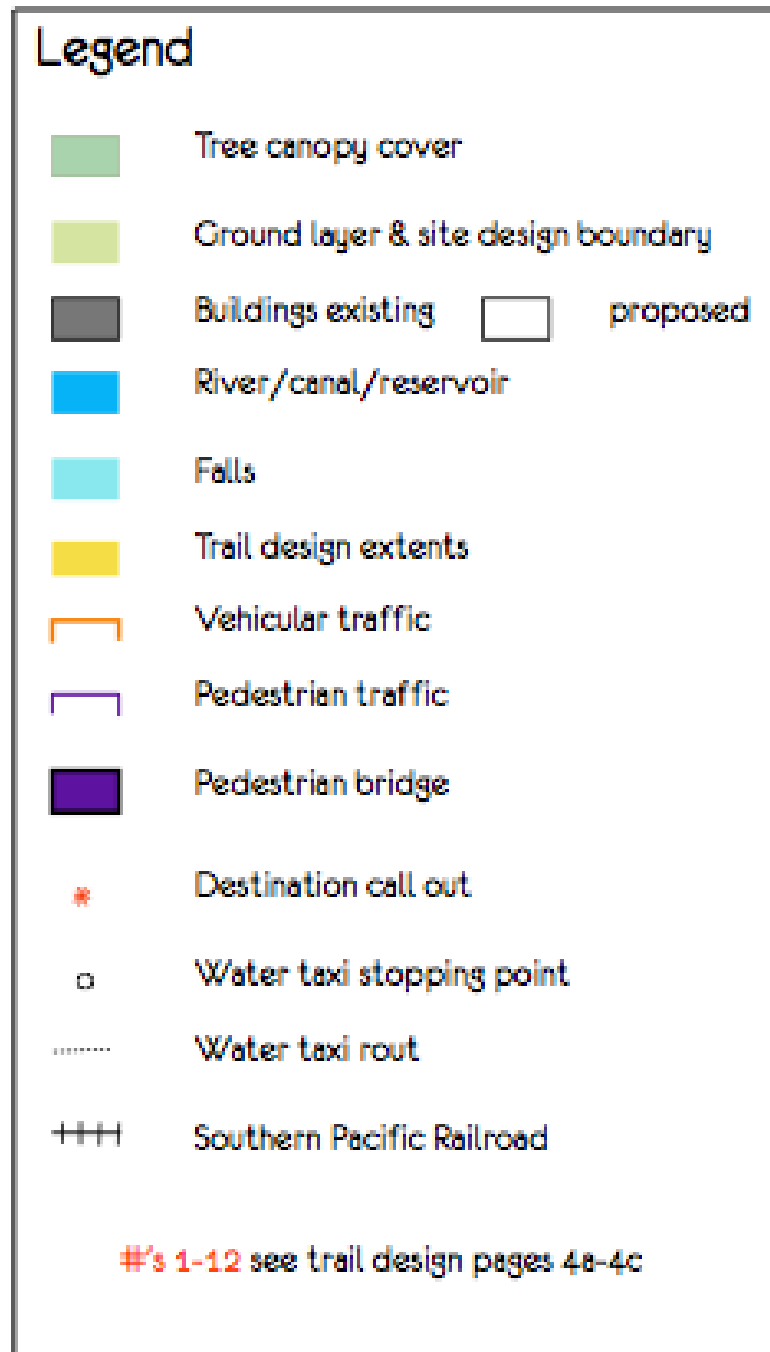 Legend
Tree canopy cover
Ground layer & site design boundary
Buildings existing proposed
River/canal/reservoir
Falls
Trail design extents
Vehicular traffic
Pedestrian traffic
Pedestrian bridge
* Destination call out
Water taxi stopping point
Water taxi rout
Southern Pacific Railroad
#'s 1-12 see trail design pages 4a-4c